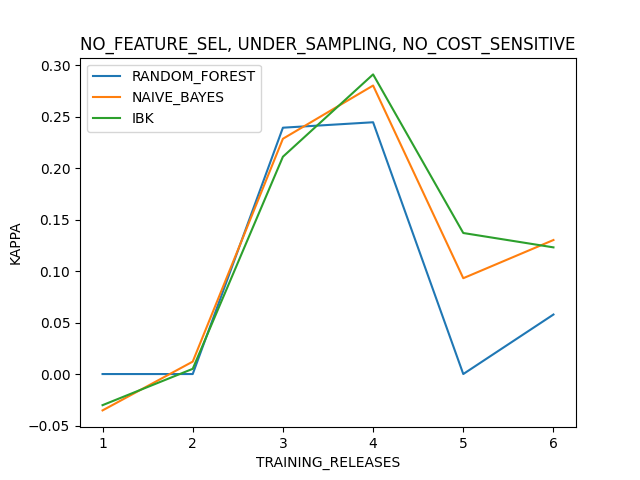 NO_FEATURE_SEL, UNDER_SAMPLING, NO_COST_SENSITIVE
0.30
0.25
0.20
0.15
0.10
0.05
0.00
−0.05
KAPPA
RANDOM_FOREST
NAIVE_BAYES
IBK
1 2 3 4 5 6
TRAINING_RELEASES